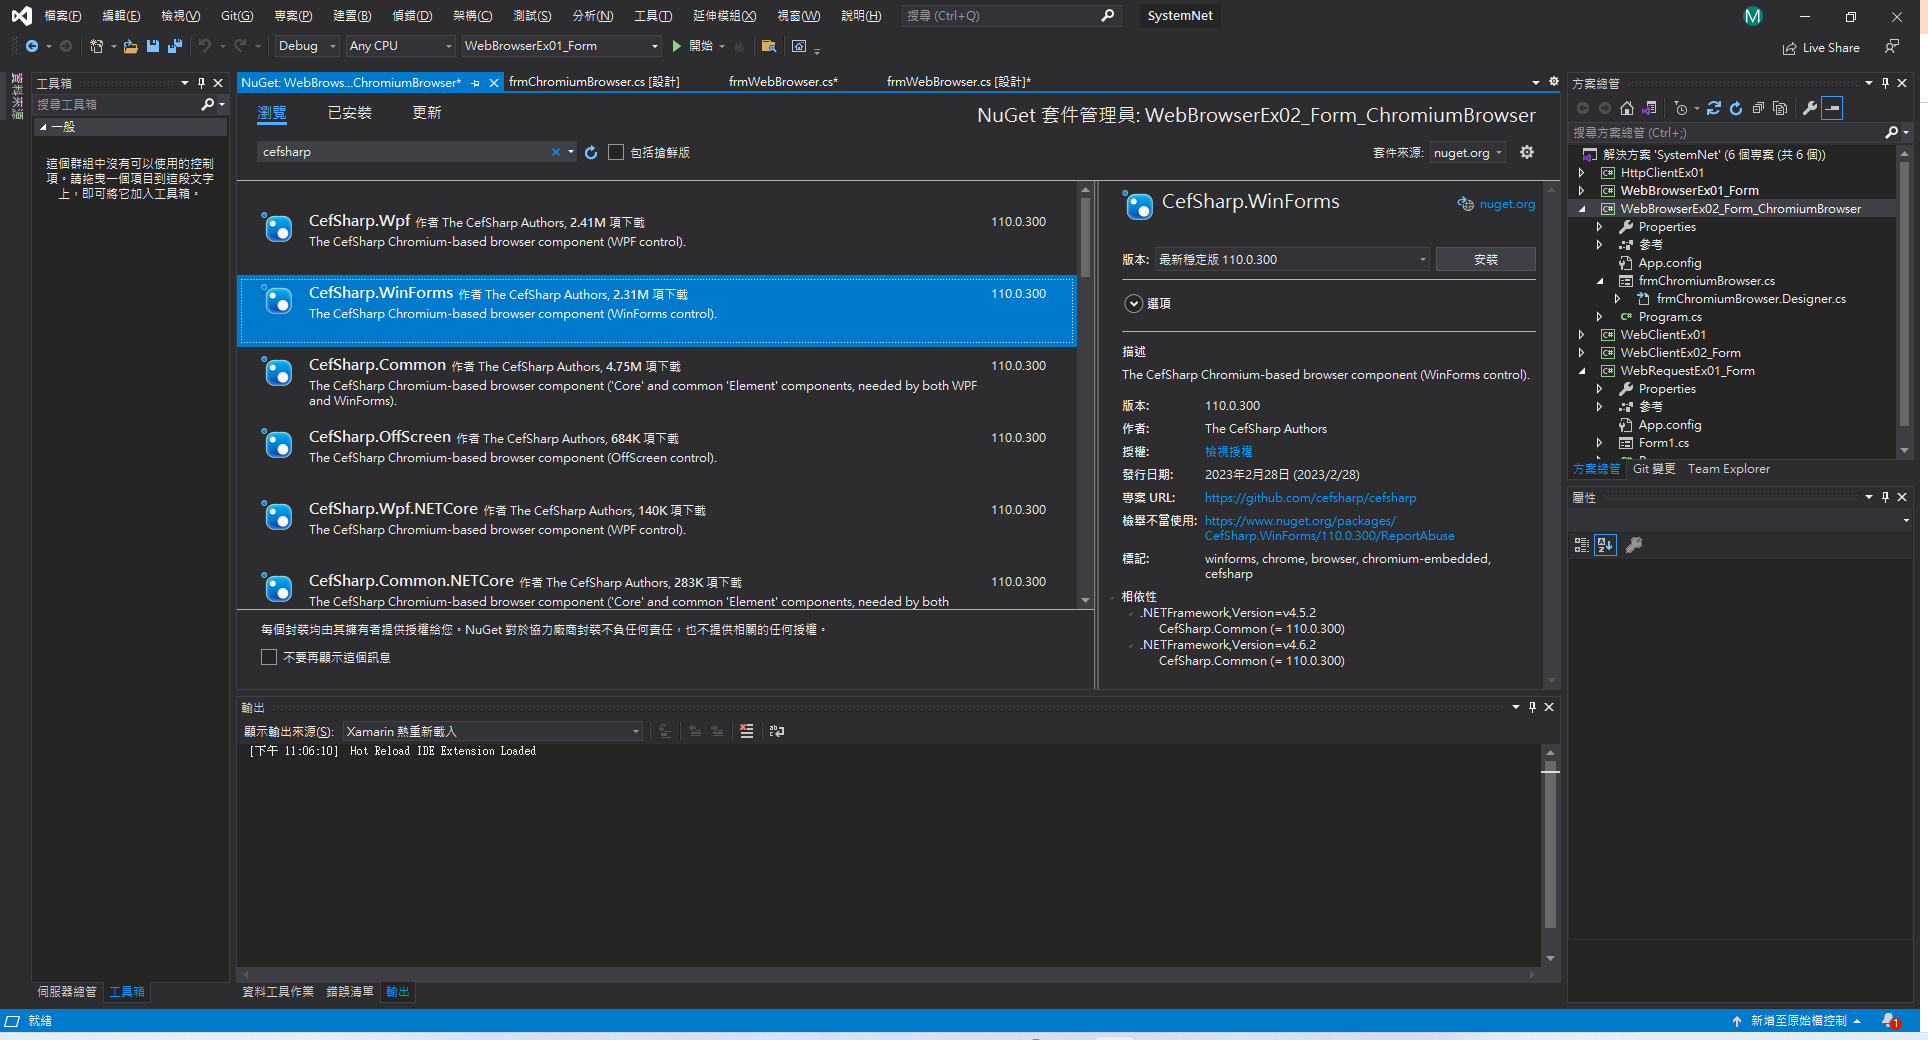 檔案(F) 編輯(E) 檢視(V) Git(G) 專案(P) 建置(B) 偵錯(D) 架構(C) 測試(S) 分析(N) 工具(T) 延伸模組(X) 視窗(W) 說明(H) 搜尋 (Ctrl+Q) SystemNet M
Debug Any CPU WebBrowserEx01_Form 開始 Live Share
資料來源
工具箱
搜尋工具箱
一般
這個群組中沒有可以使用的控制
項。請拖曳一個項目到這段文字
上，即可將它加入工具箱。
伺服器總管 工具箱
NuGet: WebBrows...ChromiumBrowser* frmChromiumBrowser.cs [設計] frmWebBrowser.cs* frmWebBrowser.cs [設計]*
瀏覽 已安裝 更新
NuGet 套件管理員: WebBrowserEx02_Form_ChromiumBrowser
cefsharp 包括搶鮮版
套件來源: nuget.org
CefSharp.Wpf 作者 The CefSharp Authors, 2.41M 項下載 110.0.300
The CefSharp Chromium-based browser component (WPF control).
CefSharp.WinForms 作者 The CefSharp Authors, 2.31M 項下載 110.0.300
The CefSharp Chromium-based browser component (WinForms control).
CefSharp.Common 作者 The CefSharp Authors, 4.75M 項下載 110.0.300
The CefSharp Chromium-based browser component ('Core' and common 'Element' components, needed by both WPF
and WinForms).
CefSharp.OffScreen 作者 The CefSharp Authors, 684K 項下載 110.0.300
The CefSharp Chromium-based browser component (OffScreen control).
CefSharp.Wpf.NETCore 作者 The CefSharp Authors, 140K 項下載 110.0.300
The CefSharp Chromium-based browser component (WPF control).
CefSharp.Common.NETCore 作者 The CefSharp Authors, 283K 項下載 110.0.300
The CefSharp Chromium-based browser component ('Core' and common 'Element' components, needed by both
每個封裝均由其擁有者提供授權給您。NuGet 對於協力廠商封裝不負任何責任，也不提供相關的任何授權。
不要再顯示這個訊息
CefSharp.WinForms nuget.org
版本: 最新穩定版 110.0.300 安裝
選項
描述
The CefSharp Chromium-based browser component (WinForms control).
版本: 110.0.300
作者: The CefSharp Authors
授權: 檢視授權
發行日期: 2023年2月28日 (2023/2/28)
專案 URL: https://github.com/cefsharp/cefsharp
檢舉不當使用: https://www.nuget.org/packages/
CefSharp.WinForms/110.0.300/ReportAbuse
標記: winforms, chrome, browser, chromium-embedded,
cefsharp
相依性
.NETFramework,Version=v4.5.2
CefSharp.Common (= 110.0.300)
.NETFramework,Version=v4.6.2
CefSharp.Common (= 110.0.300)
輸出
顯示輸出來源(S): Xamarin 熱重新載入
[下午 11:06:10] Hot Reload IDE Extension Loaded
資料工具作業 錯誤清單 輸出
方案總管
搜尋方案總管 (Ctrl+;)
解決方案 'SystemNet' (6 個專案 (共 6 個))
HttpClientEx01
WebBrowserEx01_Form
WebBrowserEx02_Form_ChromiumBrowser
Properties
參考
App.config
frmChromiumBrowser.cs
frmChromiumBrowser.Designer.cs
Program.cs
WebClientEx01
WebClientEx02_Form
WebRequestEx01_Form
Properties
參考
App.config
Form1.cs
方案總管 Git 變更 Team Explorer
屬性
就緒 新增至原始檔控制 1